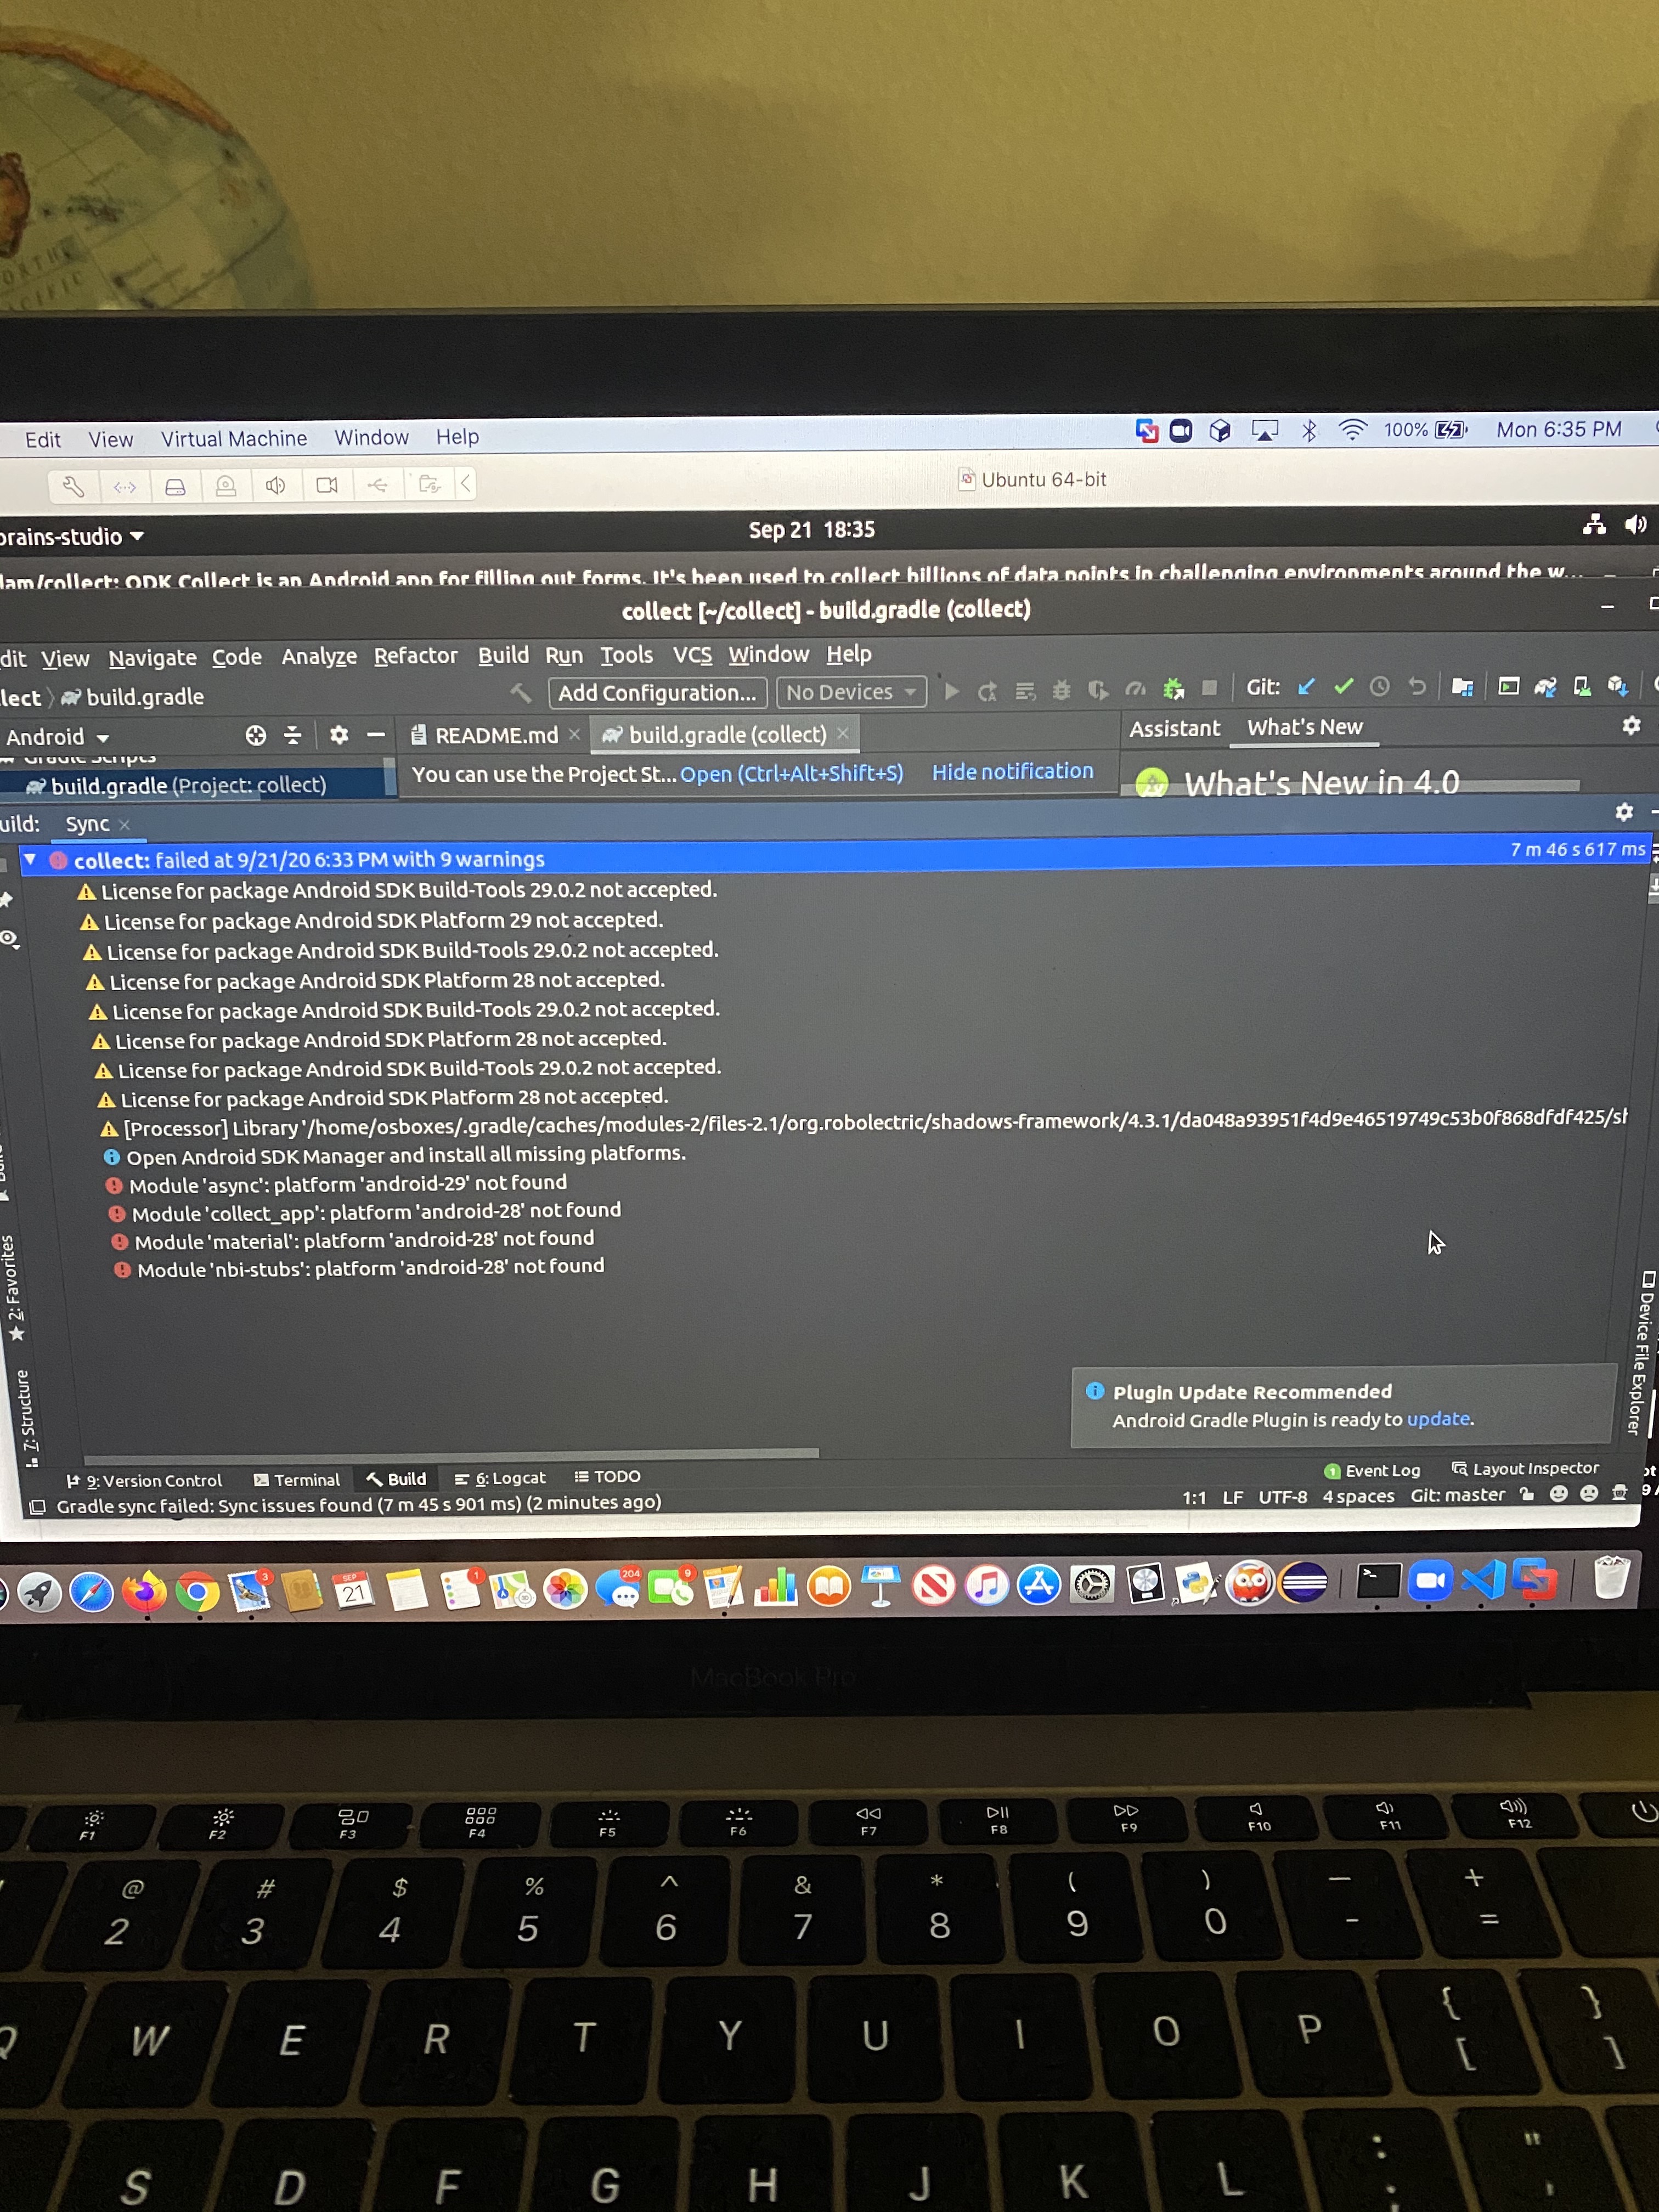 ORTH
CIFIC
Edit View Virtual Machine Window Help 100% Mon 6:35 PM
Ubuntu 64-bit
brains-studio Sep 21 18:35
lam/collect: ODK Collect is an Android app for filling out forms. It's been used to collect billions of data points in challenging environments around the w...
collect [~/collect] - build.gradle (collect)
dit View Navigate Code Analyze Refactor Build Run Tools VCS Window Help
lect build.gradle Add Configuration... No Devices Git:
Android README.md build.gradle (collect) Assistant What's New
Gradle Scripts
build.gradle (Project: collect) You can use the Project St... Open (Ctrl+Alt+Shift+S) Hide notification What's New in 4.0
uild: Sync
collect: failed at 9/21/20 6:33 PM with 9 warnings 7 m 46 s 617 ms
License for package Android SDK Build-Tools 29.0.2 not accepted.
License for package Android SDK Platform 29 not accepted.
License for package Android SDK Build-Tools 29.0.2 not accepted.
License for package Android SDK Platform 28 not accepted.
License for package Android SDK Build-Tools 29.0.2 not accepted.
License for package Android SDK Platform 28 not accepted.
License for package Android SDK Build-Tools 29.0.2 not accepted.
License for package Android SDK Platform 28 not accepted.
[Processor] Library '/home/osboxes/.gradle/caches/modules-2/files-2.1/org.robolectric/shadows-framework/4.3.1/da048a93951f4d9e46519749c53b0f868dfdf425/sh
Open Android SDK Manager and install all missing platforms.
Module 'async': platform 'android-29' not found
Module 'collect_app': platform 'android-28' not found
Module 'material': platform 'android-28' not found
Module 'nbi-stubs': platform 'android-28' not found
2: Favorites
7: Structure
Device File Explorer
Plugin Update Recommended
Android Gradle Plugin is ready to update.
9: Version Control Terminal Build 6: Logcat TODO 1 Event Log Layout Inspector
Gradle sync failed: Sync issues found (7 m 45 s 901 ms) (2 minutes ago) 1:1 LF UTF-8 4 spaces Git: master
3 SEP 21 1 204 9
MacBook Pro
F1 F2 F3 F4 F5 F6 F7 F8 F9 F10 F11 F12
@ # $ % ^ & * ( ) — +
2 3 4 5 6 7 8 9 0 - =
Q W E R T Y U I O P { [ } ]
S D F G H J K L : ; " '